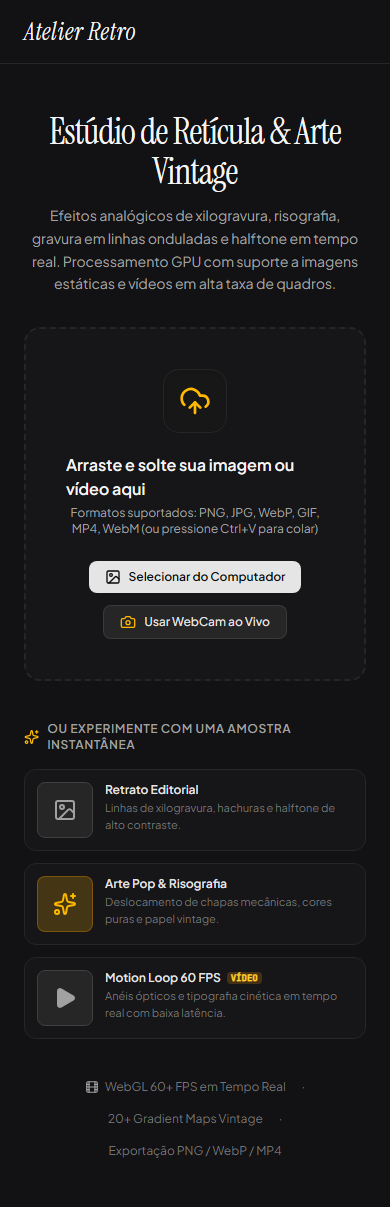 Atelier Retro
Estúdio de Retícula & Arte
Vintage
Efeitos analógicos de xilogravura, risografia,
gravura em linhas onduladas e halftone em tempo
real. Processamento GPU com suporte a imagens
estáticas e vídeos em alta taxa de quadros.
Arraste e solte sua imagem ou
vídeo aqui
Formatos suportados: PNG, JPG, WebP, GIF,
MP4, WebM (ou pressione Ctrl+V para colar)
Selecionar do Computador
Usar WebCam ao Vivo
OU EXPERIMENTE COM UMA AMOSTRA
INSTANTÂNEA
Retrato Editorial
Linhas de xilogravura, hachuras e halftone de
alto contraste.
Arte Pop & Risografia
Deslocamento de chapas mecânicas, cores
puras e papel vintage.
Motion Loop 60 FPS VÍDEO
Anéis ópticos e tipografia cinética em tempo
real com baixa latência.
WebGL 60+ FPS em Tempo Real ·
20+ Gradient Maps Vintage ·
Exportação PNG / WebP / MP4